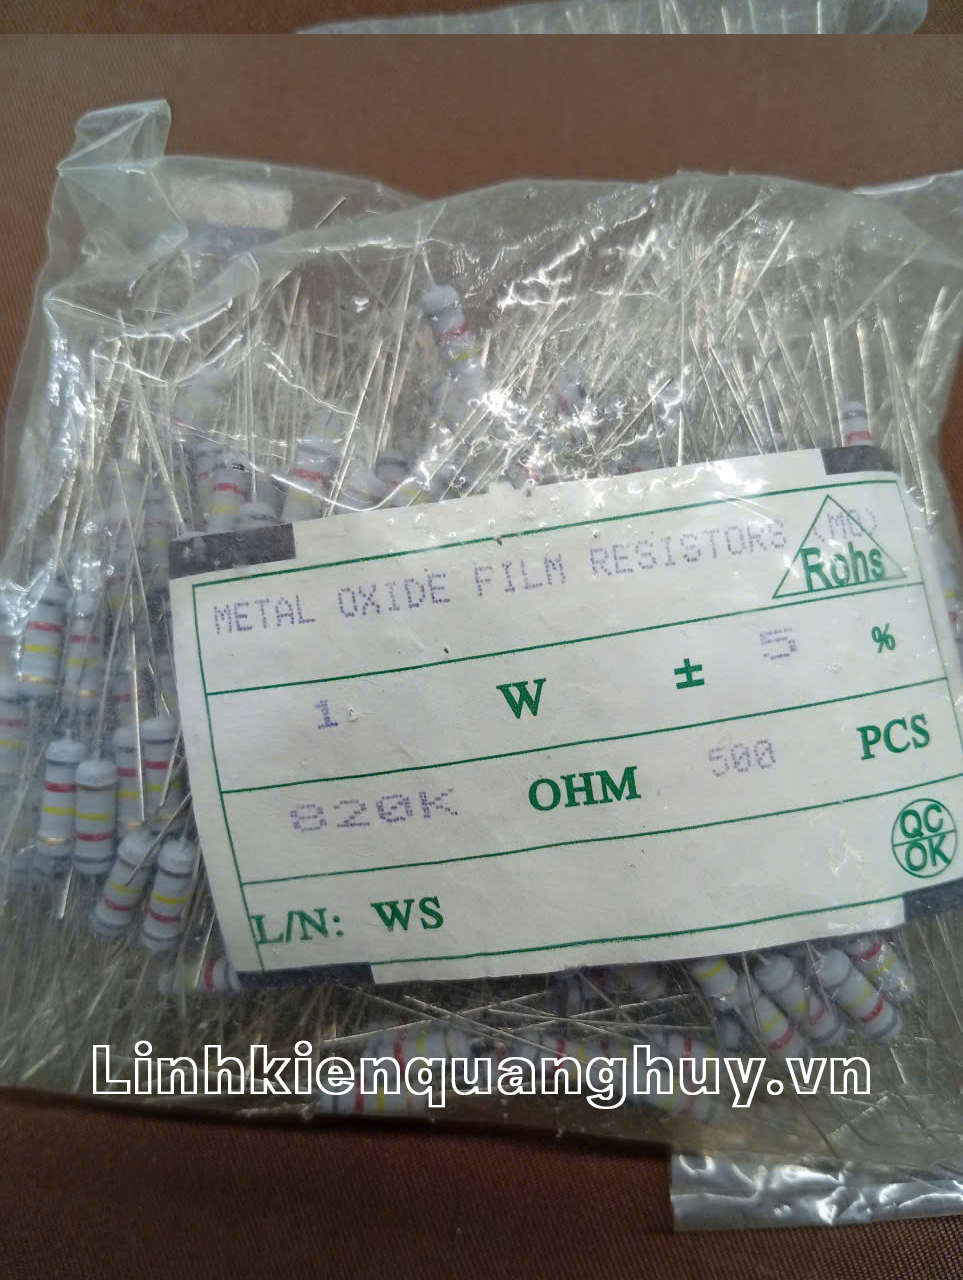 METAL OXIDE FILM RESISTORS (MO)
Rohs
1 W ± 5 %
820K OHM 500 PCS
QC
OK
L/N: WS
Linhkienquanghuy.vn